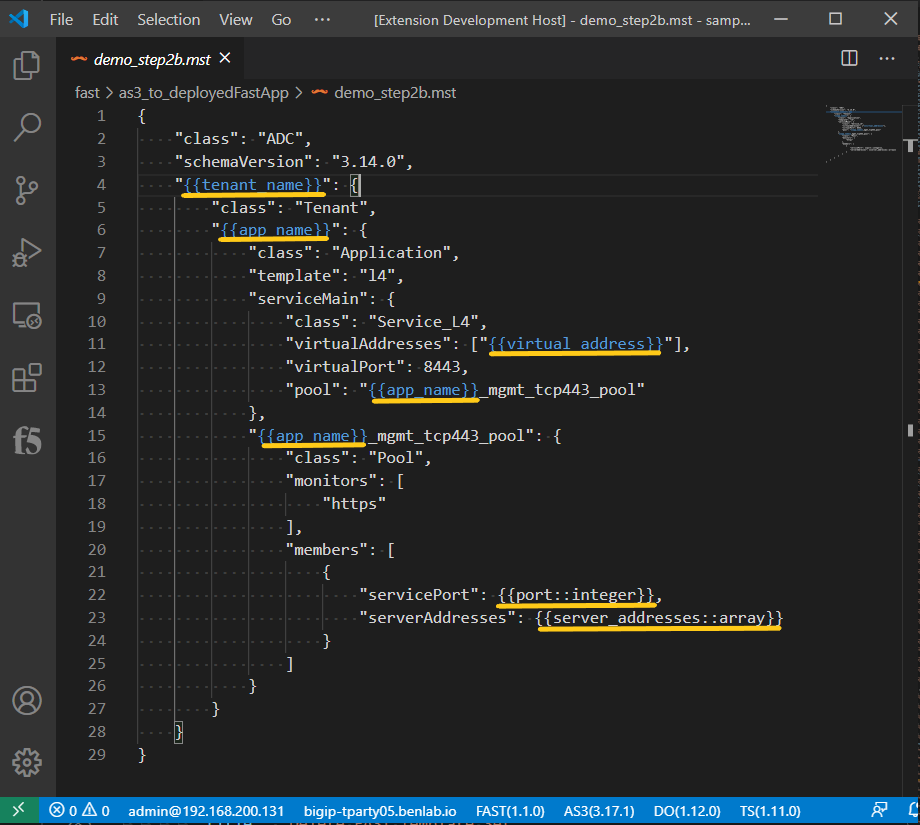 File Edit Selection View Go ··· [Extension Development Host] - demo_step2b.mst - samp...
demo_step2b.mst
fast > as3_to_deployedFastApp > demo_step2b.mst
1 {
2 "class": "ADC",
3 "schemaVersion": "3.14.0",
4 "{{tenant_name}}": {
5 "class": "Tenant",
6 "{{app_name}}": {
7 "class": "Application",
8 "template": "l4",
9 "serviceMain": {
10 "class": "Service_L4",
11 "virtualAddresses": ["{{virtual_address}}"],
12 "virtualPort": 8443,
13 "pool": "{{app_name}}_mgmt_tcp443_pool"
14 },
15 "{{app_name}}_mgmt_tcp443_pool": {
16 "class": "Pool",
17 "monitors": [
18 "https"
19 ],
20 "members": [
21 {
22 "servicePort": {{port::integer}},
23 "serverAddresses": {{server_addresses::array}}
24 }
25 ]
26 }
27 }
28 }
29 }
f5
0 0 admin@192.168.200.131 bigip-tparty05.benlab.io FAST(1.1.0) AS3(3.17.1) DO(1.12.0) TS(1.11.0)